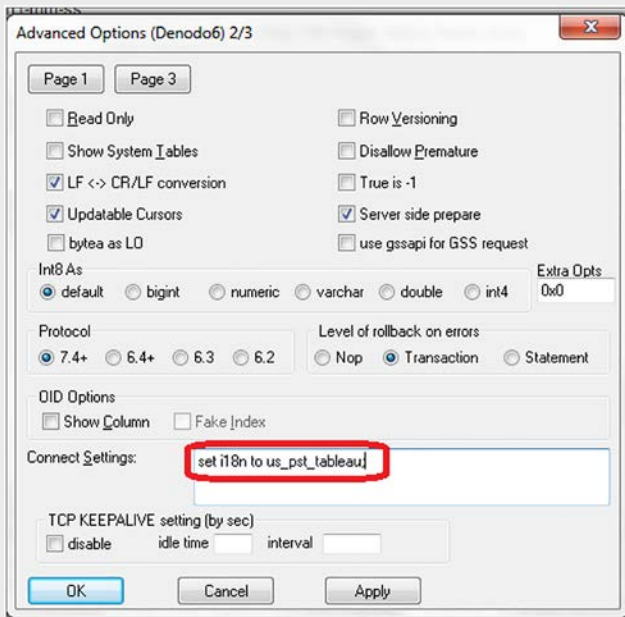 Advanced Options (Denodo6) 2/3
Page 1 Page 3
Read Only Row Versioning
Show System Tables Disallow Premature
LF <-> CR/LF conversion True is -1
Updatable Cursors Server side prepare
bytea as LO use gssapi for GSS request
Int8 As Extra Opts
default bigint numeric varchar double int4 0x0
Protocol Level of rollback on errors
7.4+ 6.4+ 6.3 6.2 Nop Transaction Statement
OID Options
Show Column Fake Index
Connect Settings: set i18n to us_pst_tableau;
TCP KEEPALIVE setting (by sec)
disable idle time interval
OK Cancel Apply